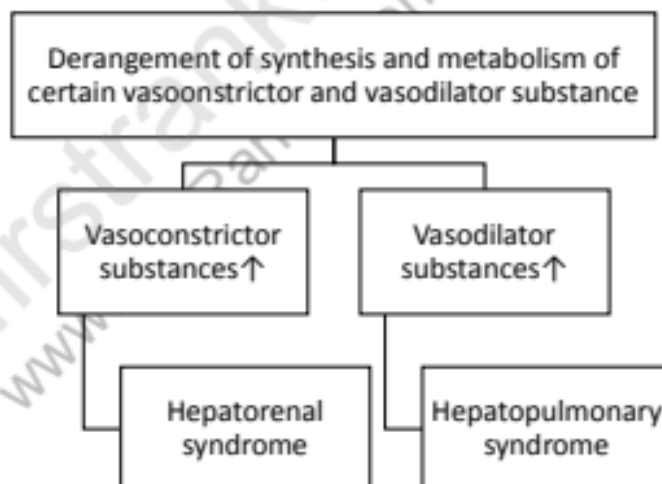 Derangement of synthesis and metabolism of
certain vasoonstrictor and vasodilator substance
Vasoconstrictor
substances↑
Vasodilator
substances↑
Hepatorenal
syndrome
Hepatopulmonary
syndrome